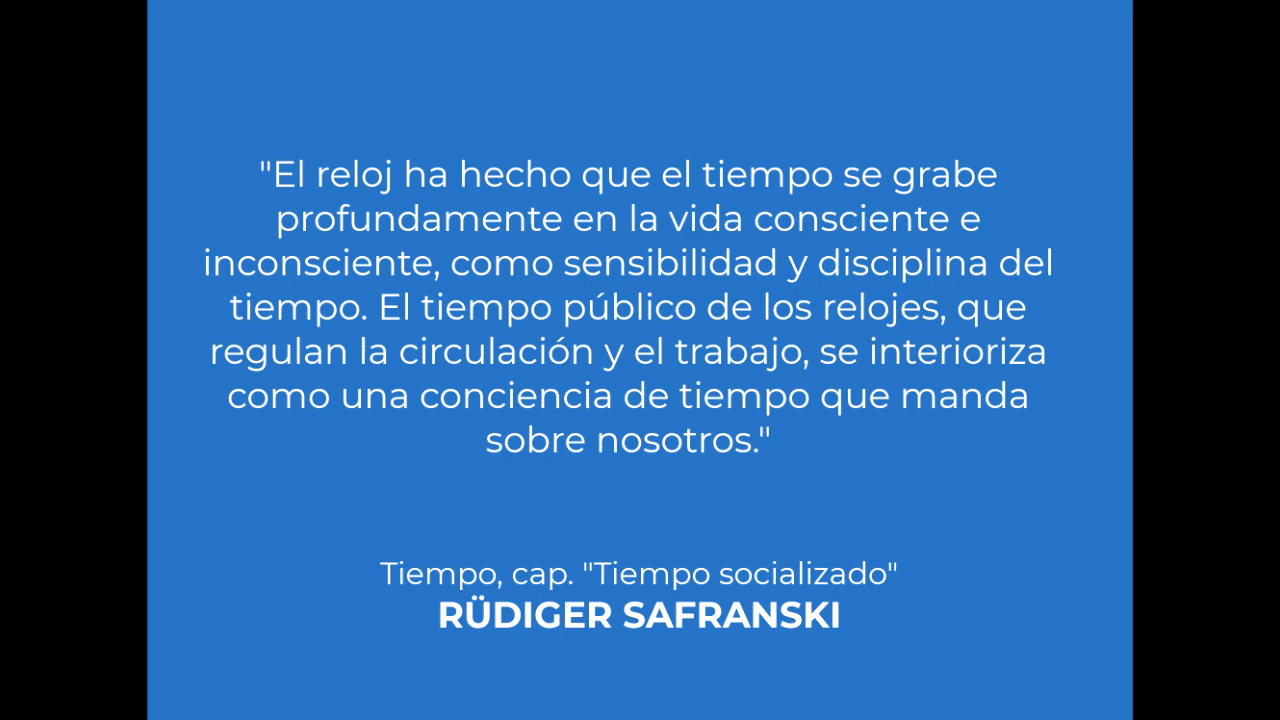 "El reloj ha hecho que el tiempo se grabe
profundamente en la vida consciente e
inconsciente, como sensibilidad y disciplina del
tiempo. El tiempo público de los relojes, que
regulan la circulación y el trabajo, se interioriza
como una conciencia de tiempo que manda
sobre nosotros."
Tiempo, cap. "Tiempo socializado"
RÜDIGER SAFRANSKI